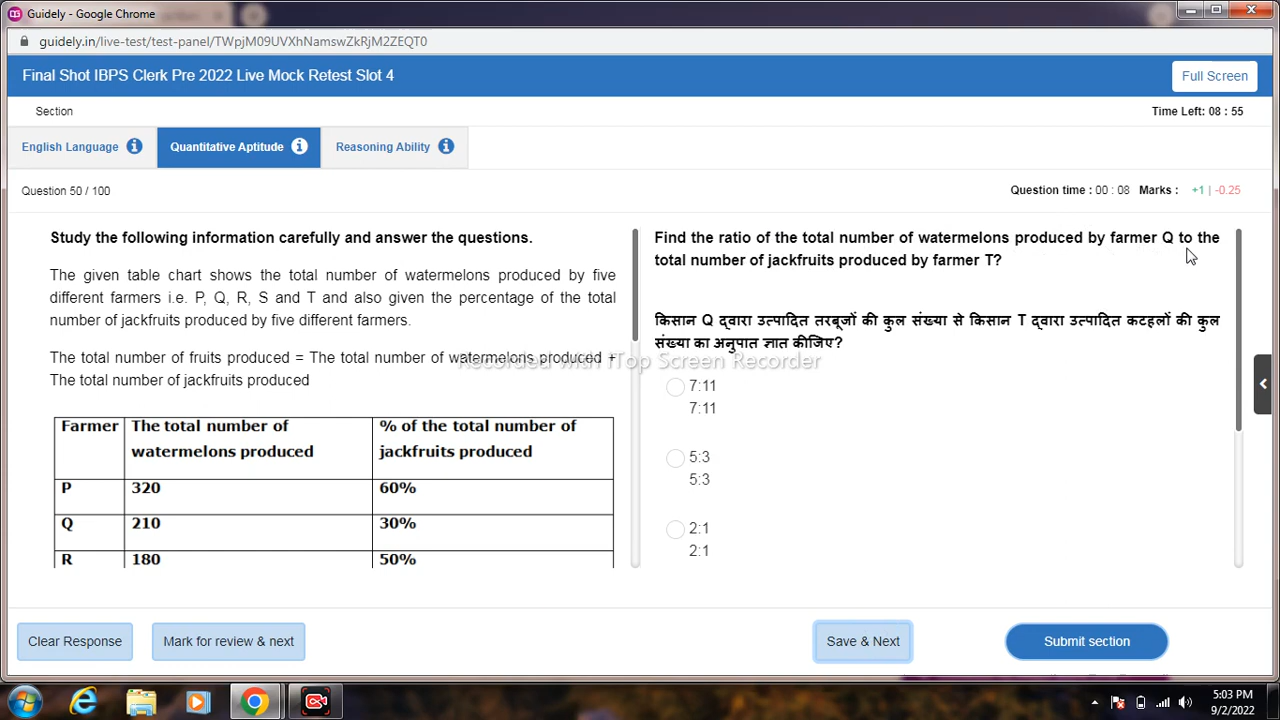 Guidely - Google Chrome
guidely.in/live-test/test-panel/TWpjM09UVXhNamswZkRjM2ZEQT0
Final Shot IBPS Clerk Pre 2022 Live Mock Retest Slot 4
Full Screen
Section
Time Left: 08 : 55
English Language
Quantitative Aptitude
Reasoning Ability
Question 50 / 100
Question time : 00 : 08 Marks : +1 | -0.25
Study the following information carefully and answer the questions.
The given table chart shows the total number of watermelons produced by five
different farmers i.e. P, Q, R, S and T and also given the percentage of the total
number of jackfruits produced by five different farmers.
The total number of fruits produced = The total number of watermelons produced +
The total number of jackfruits produced
Farmer The total number of % of the total number of
watermelons produced jackfruits produced
P 320 60%
Q 210 30%
R 180 50%
Find the ratio of the total number of watermelons produced by farmer Q to the
total number of jackfruits produced by farmer T?
किसान Q द्वारा उत्पादित तरबूजों की कुल संख्या से किसान T द्वारा उत्पादित कटहलों की कुल
संख्या का अनुपात ज्ञात कीजिए?
Recorded with iTop Screen Recorder
7:11
7:11
5:3
5:3
2:1
2:1
Clear Response
Mark for review & next
Save & Next
Submit section
5:03 PM
9/2/2022